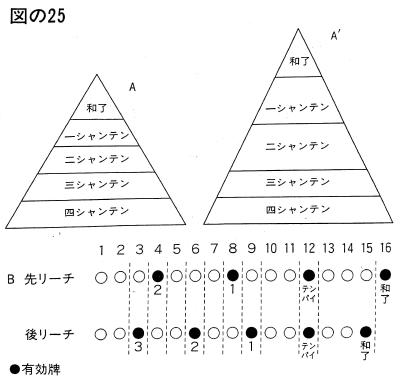 図の25
A
和了
一シャンテン
二シャンテン
三シャンテン
四シャンテン
A'
和了
一シャンテン
二シャンテン
三シャンテン
四シャンテン
1 2 3 4 5 6 7 8 9 10 11 12 13 14 15 16
B 先リーチ ○○○●○○○●○○○●○○○●
2 1 テンパイ 和了
後リーチ ○○●○○●○○●○○●○○●
3 2 1 テンパイ 和了
●有効牌